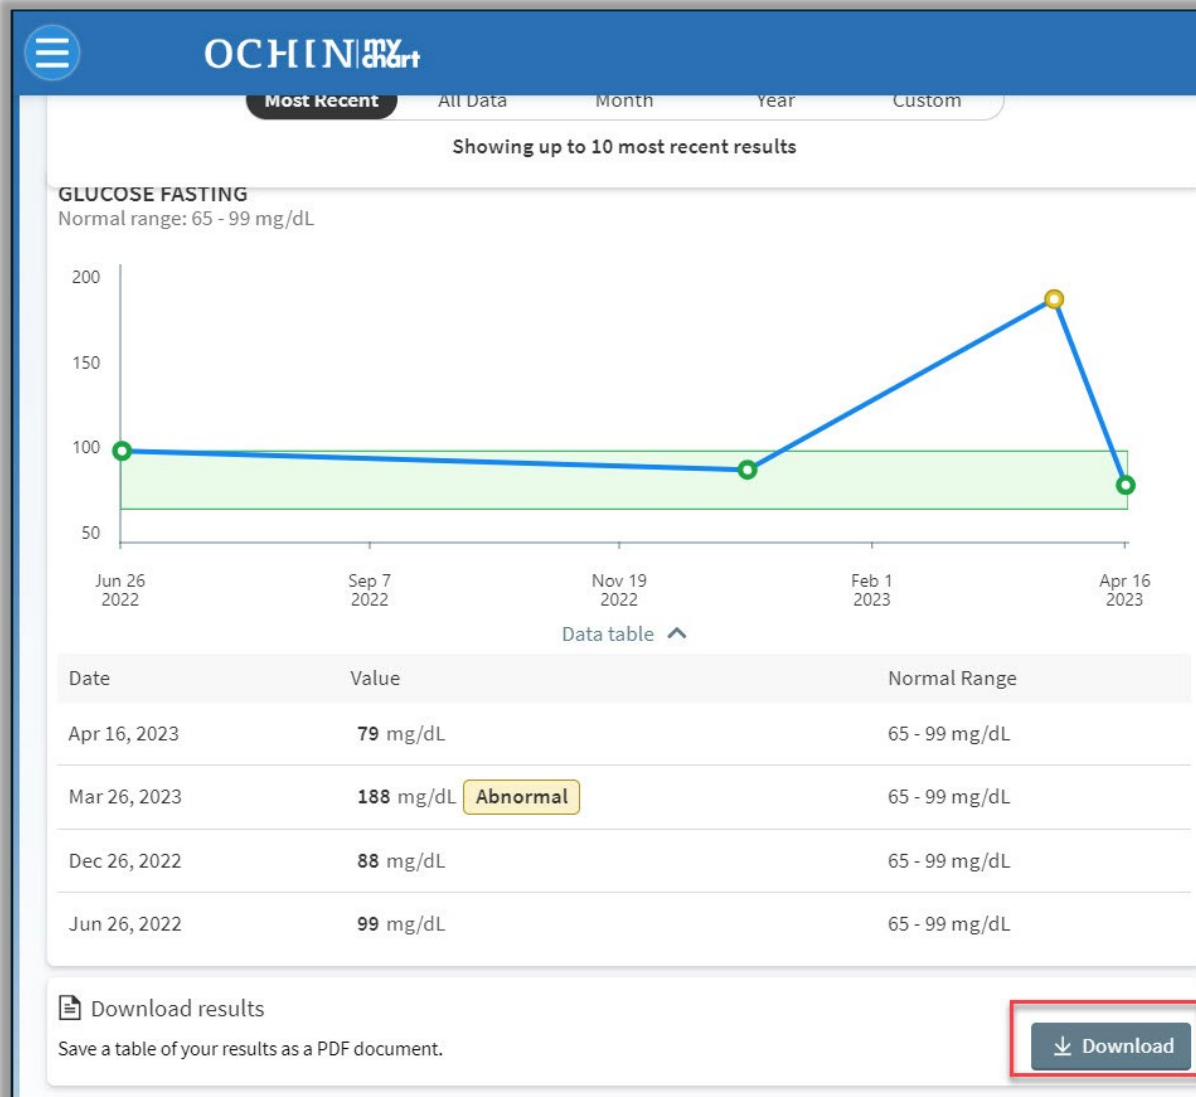 OCHIN mychart
Most Recent All Data Month Year Custom
Showing up to 10 most recent results
GLUCOSE FASTING
Normal range: 65 - 99 mg/dL
200
150
100
50
Jun 26 2022
Sep 7 2022
Nov 19 2022
Feb 1 2023
Apr 16 2023
Data table
Date Value Normal Range
Apr 16, 2023 79 mg/dL 65 - 99 mg/dL
Mar 26, 2023 188 mg/dL Abnormal 65 - 99 mg/dL
Dec 26, 2022 88 mg/dL 65 - 99 mg/dL
Jun 26, 2022 99 mg/dL 65 - 99 mg/dL
Download results
Save a table of your results as a PDF document.
Download